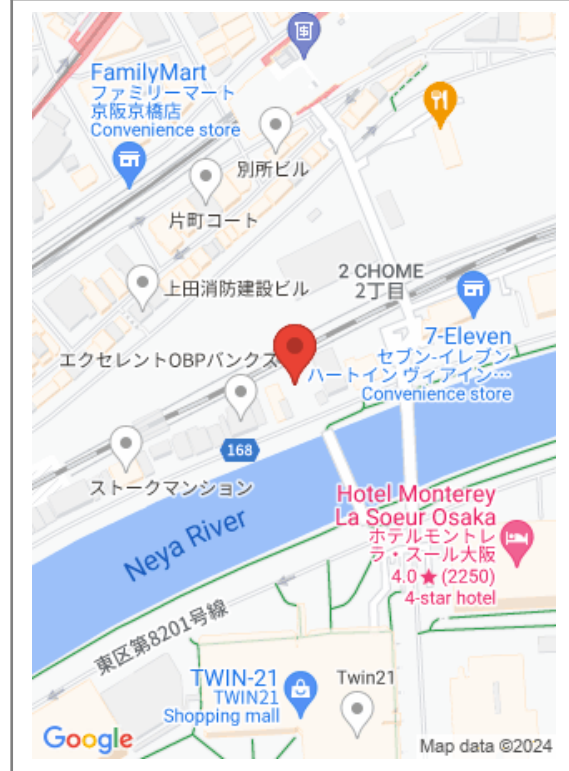 FamilyMart
ファミリーマート
京阪京橋店
Convenience store
別所ビル
片町コート
2 CHOME
2丁目
上田消防建設ビル
7-Eleven
セブン-イレブン
ハートイン ヴィアイン…
Convenience store
エクセレントOBPバンクス
168
ストークマンション
Neya River
Hotel Monterey
La Soeur Osaka
ホテルモントレ
ラ・スール大阪
4.0 ★ (2250)
4-star hotel
東区第8201号線
TWIN-21
TWIN21
Shopping mall
Twin21
Google
Map data ©2024